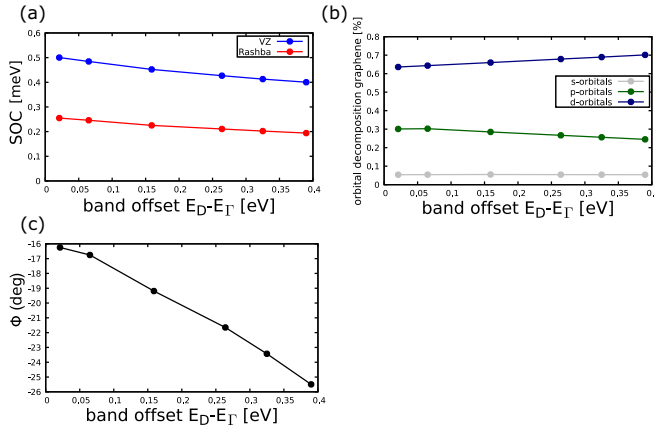 (a)
SOC [meV]
0,6
0,5
0,4
0,3
0,2
0,1
0
VZ
Rashba
0 0,05 0,1 0,15 0,2 0,25 0,3 0,35 0,4
band offset E_D-E_Γ [eV]
(b)
orbital decomposition graphene [%]
0,8
0,7
0,6
0,5
0,4
0,3
0,2
0,1
0
s-orbitals
p-orbitals
d-orbitals
0 0,05 0,1 0,15 0,2 0,25 0,3 0,35 0,4
band offset E_D-E_Γ [eV]
(c)
Φ (deg)
-16
-17
-18
-19
-20
-21
-22
-23
-24
-25
-26
0 0,05 0,1 0,15 0,2 0,25 0,3 0,35 0,4
band offset E_D-E_Γ [eV]